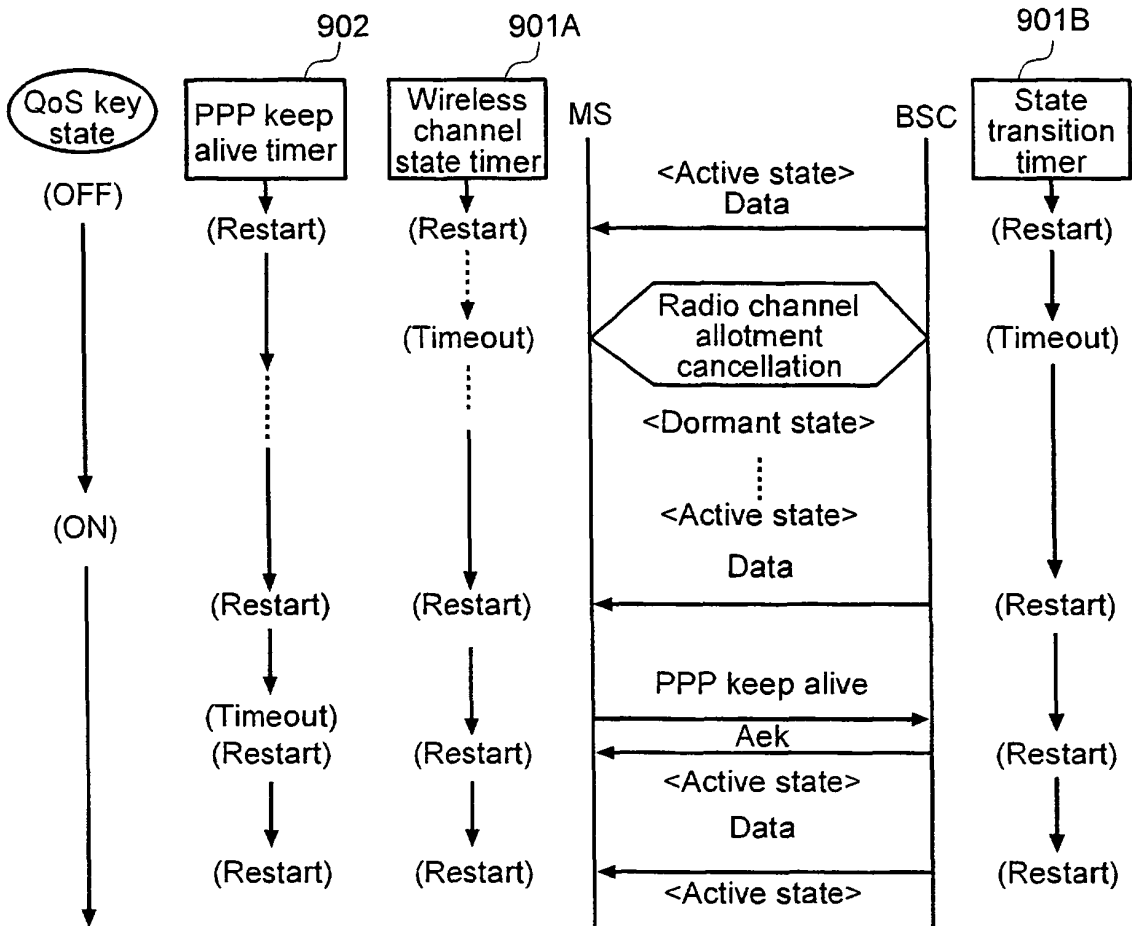 902
901A
901B
QoS key
state
PPP keep
alive timer
Wireless
channel
state timer
MS
BSC
State
transition
timer
(OFF)
<Active state>
Data
(Restart)
(Restart)
(Restart)
Radio channel
allotment
cancellation
(Timeout)
(Timeout)
<Dormant state>
(ON)
<Active state>
Data
(Restart)
(Restart)
(Restart)
PPP keep alive
(Timeout)
Aek
(Restart)
(Restart)
(Restart)
<Active state>
Data
(Restart)
(Restart)
(Restart)
<Active state>